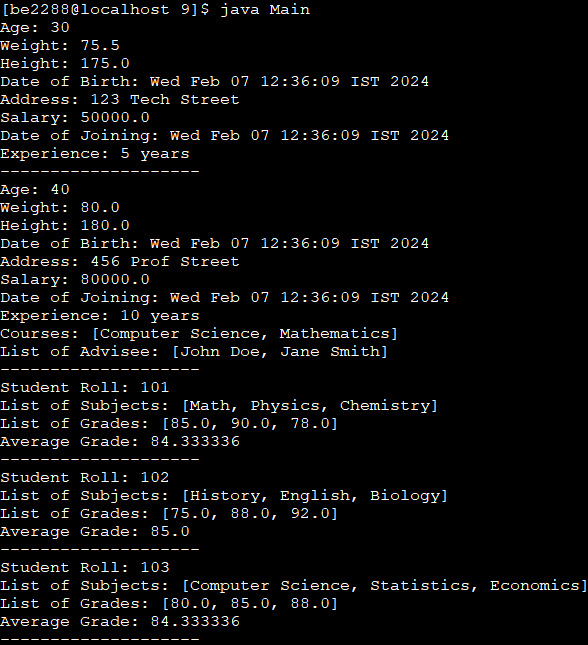 [be2288@localhost 9]$ java Main
Age: 30
Weight: 75.5
Height: 175.0
Date of Birth: Wed Feb 07 12:36:09 IST 2024
Address: 123 Tech Street
Salary: 50000.0
Date of Joining: Wed Feb 07 12:36:09 IST 2024
Experience: 5 years
--------------------
Age: 40
Weight: 80.0
Height: 180.0
Date of Birth: Wed Feb 07 12:36:09 IST 2024
Address: 456 Prof Street
Salary: 80000.0
Date of Joining: Wed Feb 07 12:36:09 IST 2024
Experience: 10 years
Courses: [Computer Science, Mathematics]
List of Advisee: [John Doe, Jane Smith]
--------------------
Student Roll: 101
List of Subjects: [Math, Physics, Chemistry]
List of Grades: [85.0, 90.0, 78.0]
Average Grade: 84.333336
--------------------
Student Roll: 102
List of Subjects: [History, English, Biology]
List of Grades: [75.0, 88.0, 92.0]
Average Grade: 85.0
--------------------
Student Roll: 103
List of Subjects: [Computer Science, Statistics, Economics]
List of Grades: [80.0, 85.0, 88.0]
Average Grade: 84.333336
--------------------